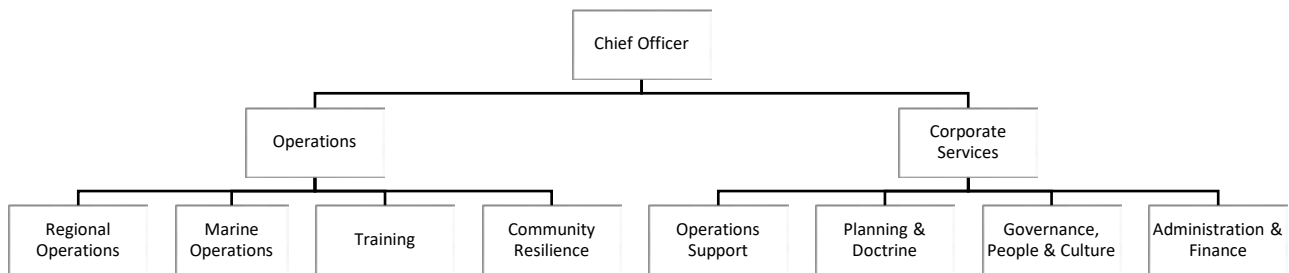 Chief Officer
Operations
Corporate
Services
Regional
Operations
Marine
Operations
Training
Community
Resilience
Operations
Support
Planning &
Doctrine
Governance,
People & Culture
Administration &
Finance